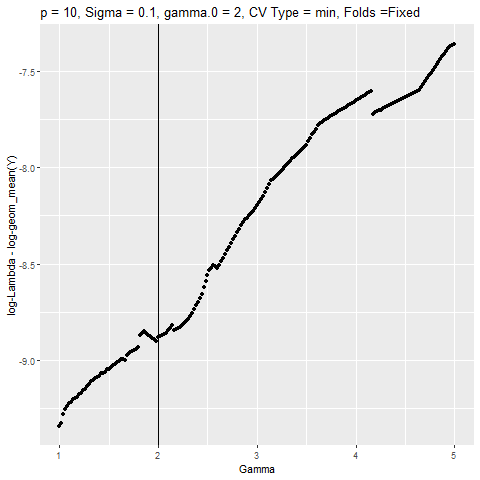 p = 10, Sigma = 0.1, gamma.0 = 2, CV Type = min, Folds =Fixed
log-Lambda - log-geom_mean(Y)
-7.5
-8.0
-8.5
-9.0
1 2 3 4 5
Gamma